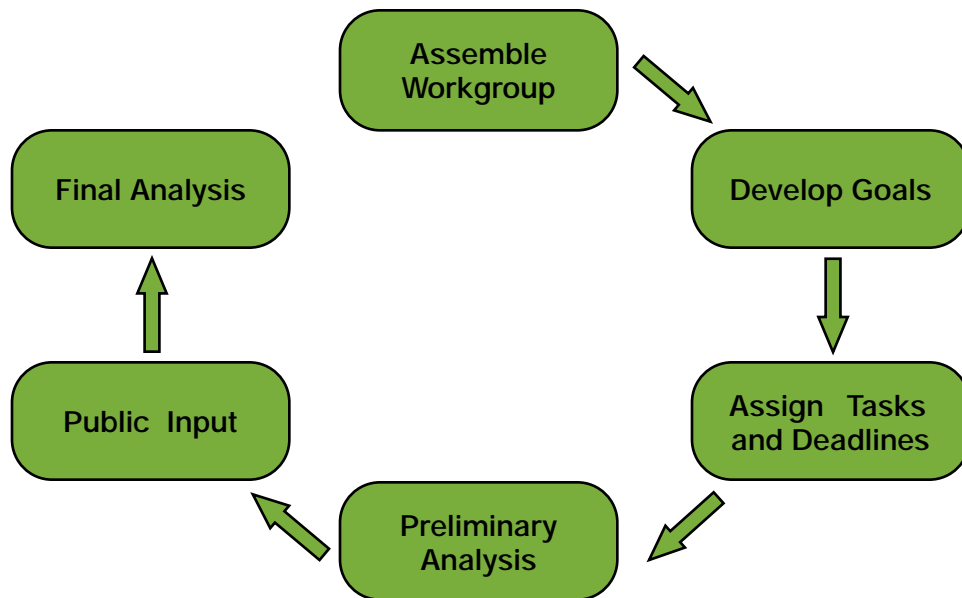 Assemble
Workgroup
Develop Goals
Assign Tasks
and Deadlines
Preliminary
Analysis
Public Input
Final Analysis